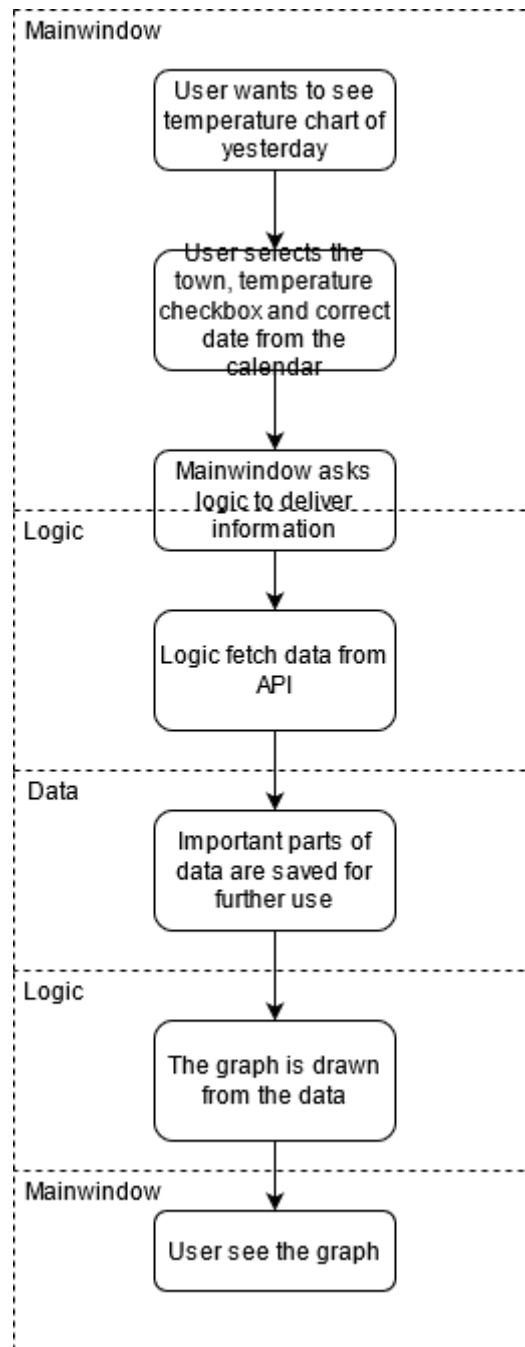 Mainwindow
User wants to see
temperature chart of
yesterday
User selects the
town, temperature
checkbox and correct
date from the
calendar
Mainwindow asks
logic to deliver
information
Logic
Logic fetch data from
API
Data
Important parts of
data are saved for
further use
Logic
The graph is drawn
from the data
Mainwindow
User see the graph